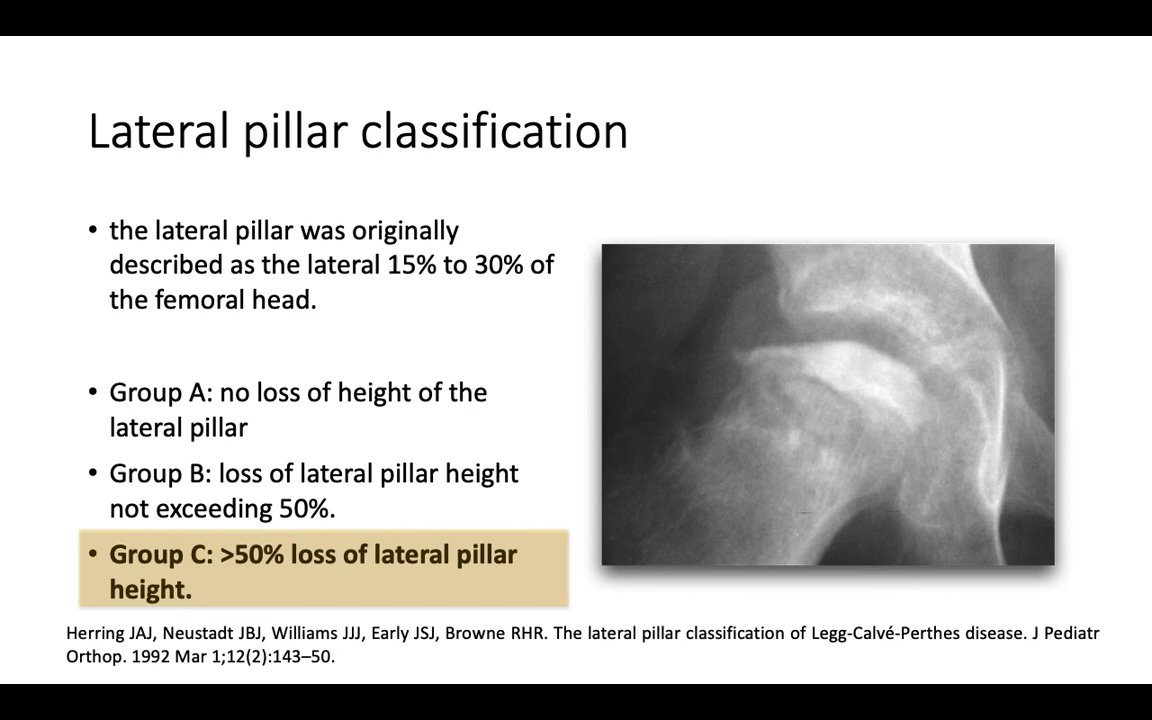 Lateral pillar classification
• the lateral pillar was originally
described as the lateral 15% to 30% of
the femoral head.
• Group A: no loss of height of the
lateral pillar
• Group B: loss of lateral pillar height
not exceeding 50%.
• Group C: >50% loss of lateral pillar
height.
Herring JAJ, Neustadt JBJ, Williams JJJ, Early JSJ, Browne RHR. The lateral pillar classification of Legg-Calvé-Perthes disease. J Pediatr
Orthop. 1992 Mar 1;12(2):143–50.